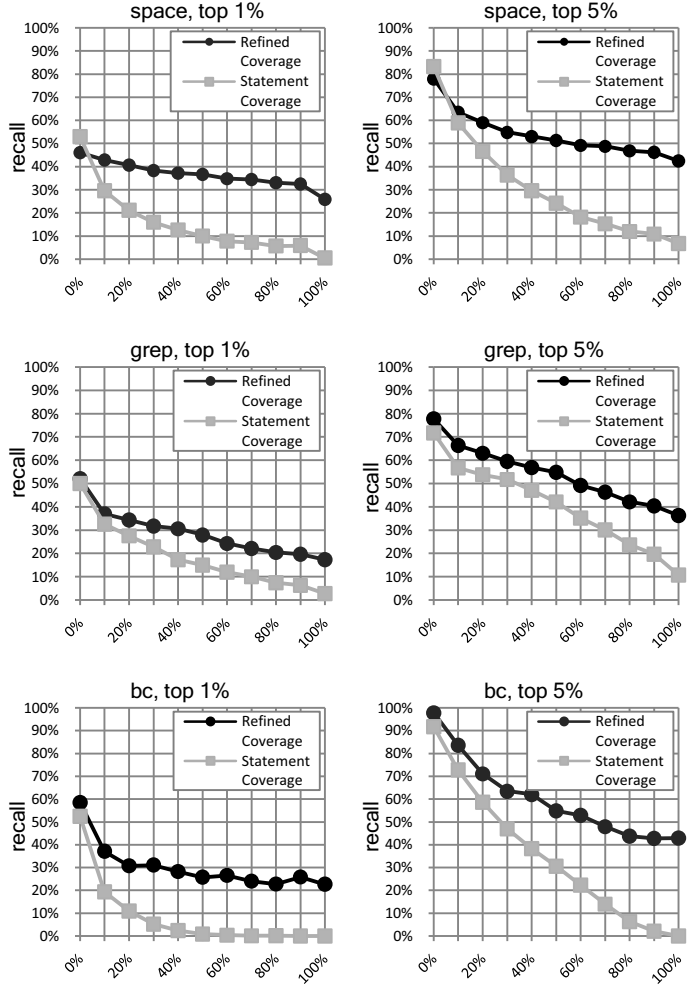 space, top 1%
100%
90%
80%
70%
60%
50%
40%
30%
20%
10%
0%
recall
Refined
Coverage
Statement
Coverage
0%
20%
40%
60%
80%
100%
space, top 5%
100%
90%
80%
70%
60%
50%
40%
30%
20%
10%
0%
recall
Refined
Coverage
Statement
Coverage
0%
20%
40%
60%
80%
100%
grep, top 1%
100%
90%
80%
70%
60%
50%
40%
30%
20%
10%
0%
recall
Refined
Coverage
Statement
Coverage
0%
20%
40%
60%
80%
100%
grep, top 5%
100%
90%
80%
70%
60%
50%
40%
30%
20%
10%
0%
recall
Refined
Coverage
Statement
Coverage
0%
20%
40%
60%
80%
100%
bc, top 1%
100%
90%
80%
70%
60%
50%
40%
30%
20%
10%
0%
recall
Refined
Coverage
Statement
Coverage
0%
20%
40%
60%
80%
100%
bc, top 5%
100%
90%
80%
70%
60%
50%
40%
30%
20%
10%
0%
recall
Refined
Coverage
Statement
Coverage
0%
20%
40%
60%
80%
100%